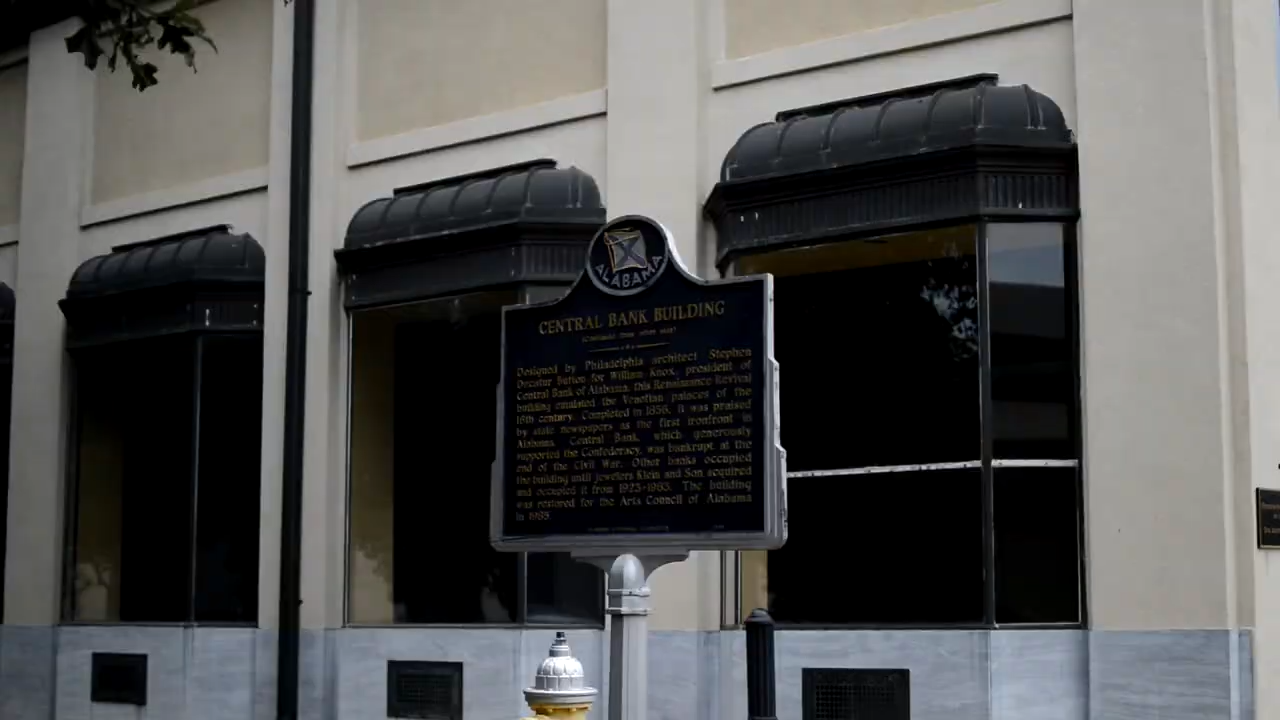 ALABAMA
CENTRAL BANK BUILDING
(Continued from other side)
Designed by Philadelphia architect Stephen
Decatur Button for William Knox, president of
Central Bank of Alabama, this Renaissance Revival
building emulated the Venetian palaces of the
16th century. Completed in 1856, it was praised
by state newspapers as the first ironfront in
Alabama. Central Bank, which generously
supported the Confederacy, was bankrupt at the
end of the Civil War. Other banks occupied
the building until jewelers Klein and Son acquired
and occupied it from 1923-1983. The building
was restored for the Arts Council of Alabama
in 1985.